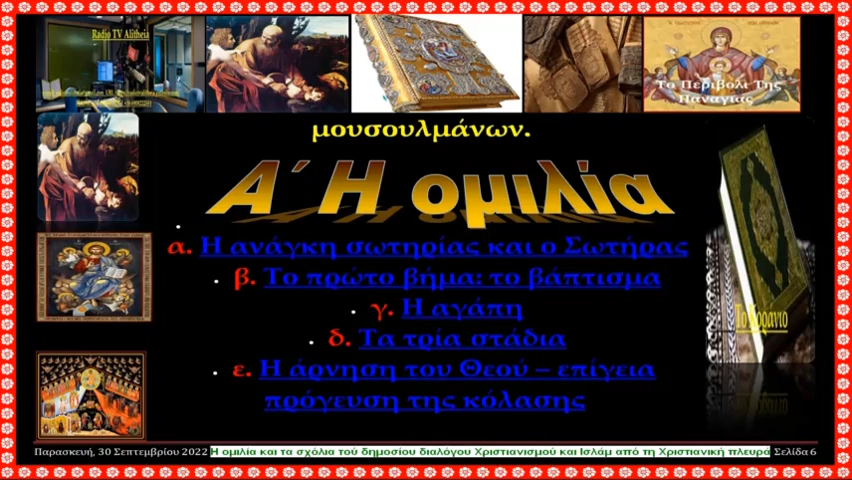 Radio TV Alitheia
Το Περιβολι Της
Παναγιας
μουσουλμάνων.
Α΄ Η ομιλία
α. Η ανάγκη σωτηρίας και ο Σωτήρας
β. Το πρώτο βήμα: το βάπτισμα
γ. Η αγάπη
δ. Τα τρία στάδια
ε. Η άρνηση του Θεού – επίγεια
πρόγευση της κόλασης
Το Κοράνιο
Παρασκευή, 30 Σεπτεμβρίου 2022 Η ομιλία και τα σχόλια τού δημοσίου διαλόγου Χριστιανισμού και Ισλάμ από τη Χριστιανική πλευρά Σελίδα 6